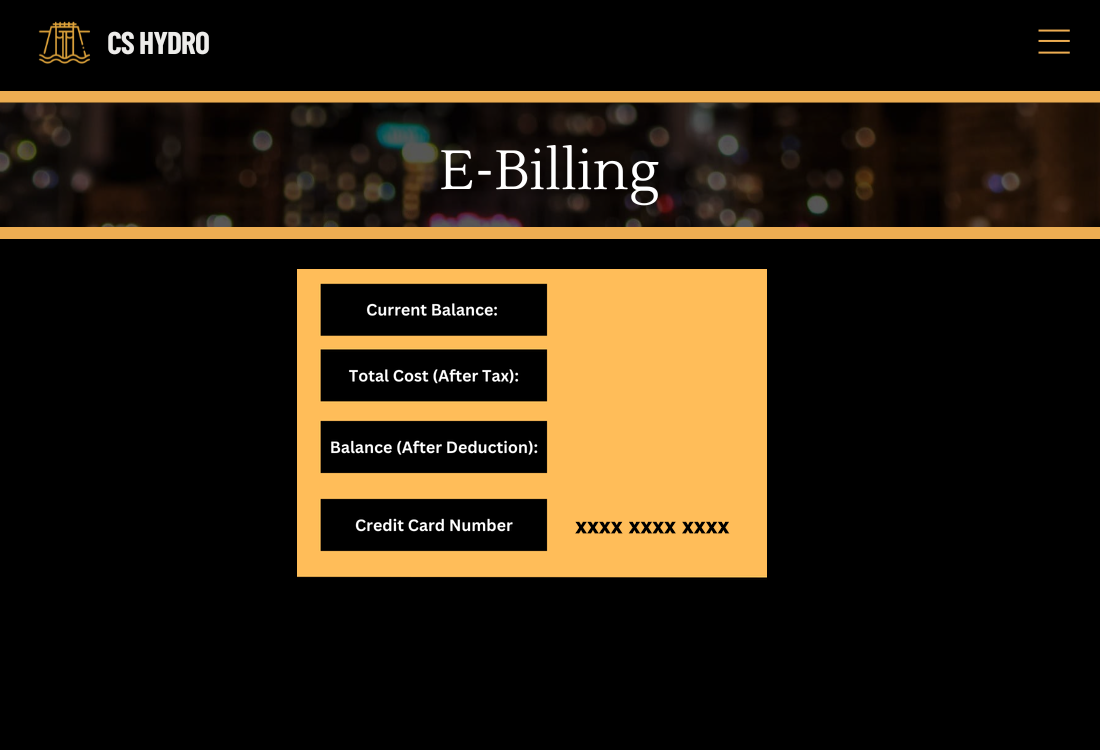 CS HYDRO
E-Billing
Current Balance:
Total Cost (After Tax):
Balance (After Deduction):
Credit Card Number xxxx xxxx xxxx